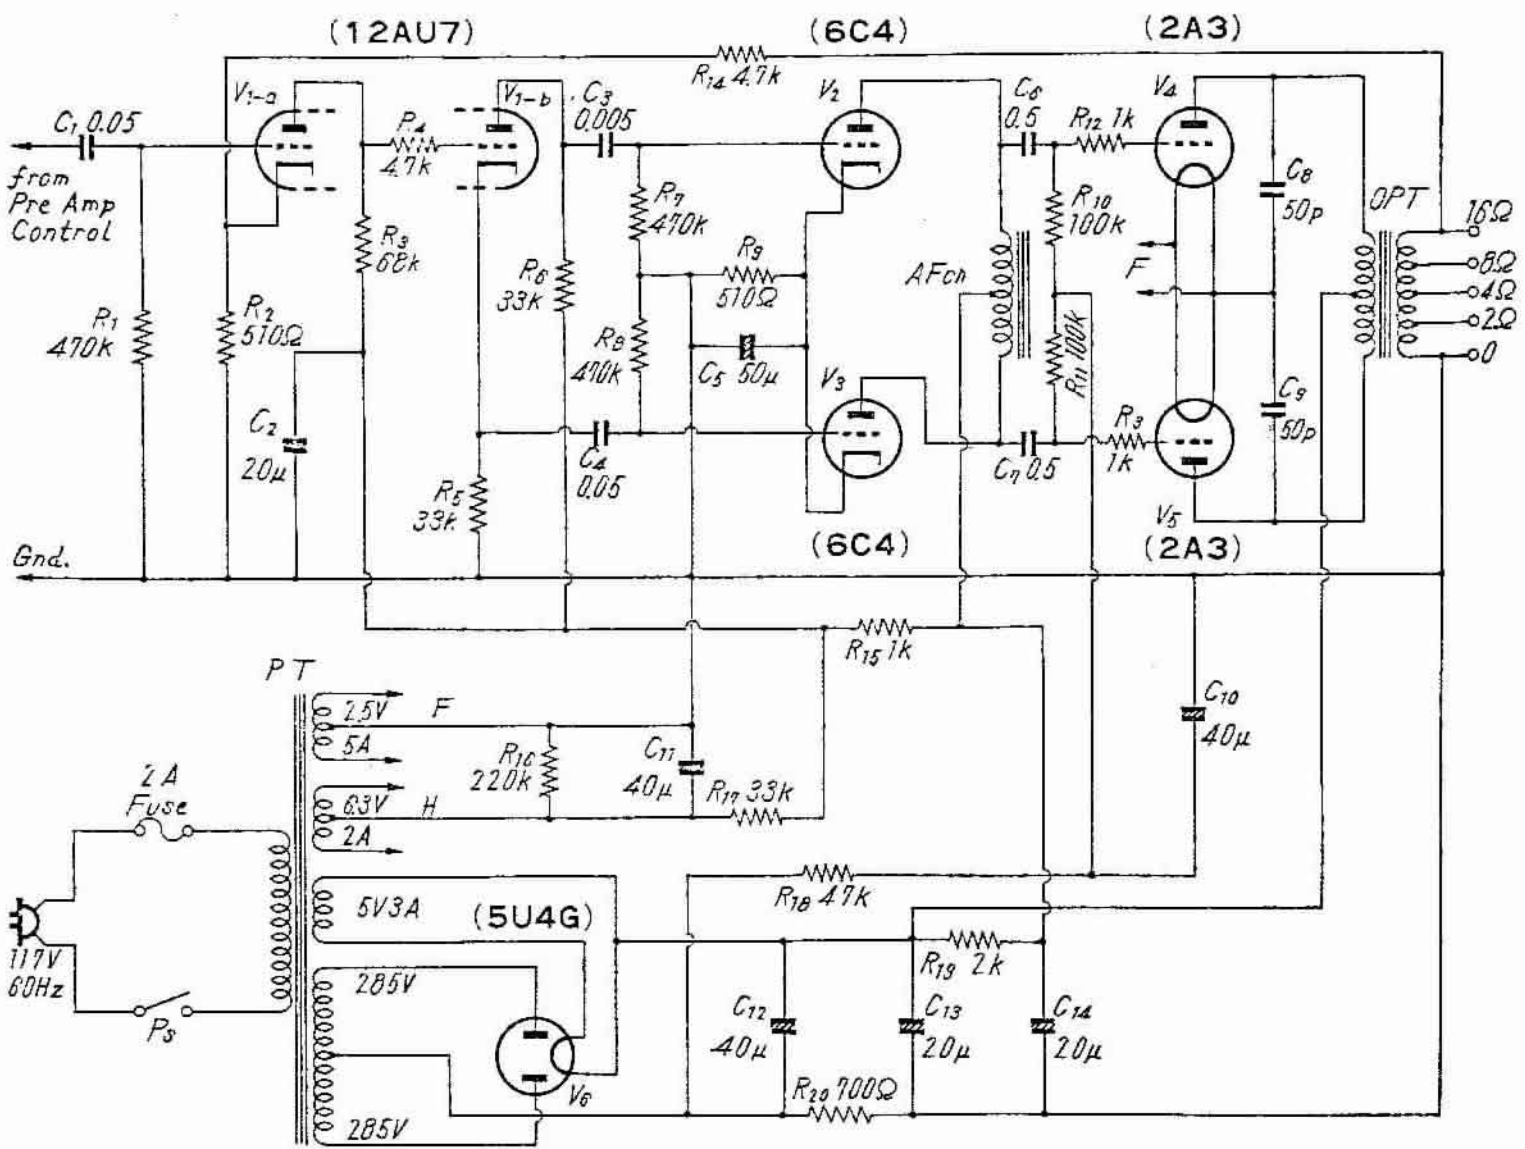 (12AU7)
(6C4)
(2A3)
R14 4.7k
V1-a
V1-b
C3
0.005
V2
C6
0.5
R12 1k
V4
C1 0.05
R4
4.7k
from
Pre Amp
Control
R7
470k
R10
100k
C8
50p
OPT
16Ω
8Ω
4Ω
2Ω
0
R3
68k
R6
33k
R9
510Ω
AFch
F
R1
470k
R2
510Ω
R8
470k
C5 50μ
R11 100k
V3
C9
50p
R3
1k
C2
20μ
C4
0.05
C7 0.5
R5
33k
V5
(6C4)
(2A3)
Gnd.
R15 1k
PT
2.5V
F
5A
R16
220k
C11
40μ
C10
40μ
2A
Fuse
6.3V
H
2A
R17 33k
R18 47k
5V3A
(5U4G)
117V
60Hz
Ps
285V
R19 2k
C12
40μ
C13
20μ
C14
20μ
V6
R20 700Ω
285V